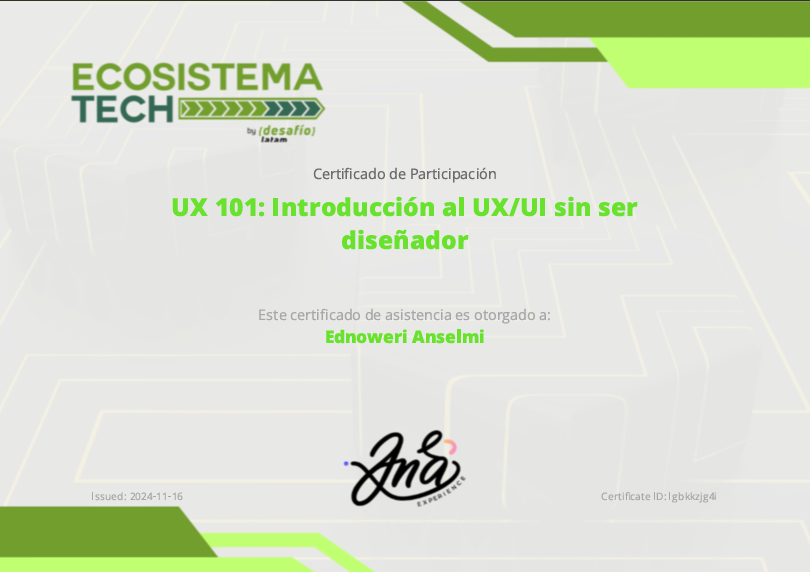 ECOSISTEMA
TECH
by {desafío}
latam
Certificado de Participación
UX 101: Introducción al UX/UI sin ser
diseñador
Este certificado de asistencia es otorgado a:
Ednoweri Anselmi
Ana
EXPERIENCE
Issued: 2024-11-16
Certificate ID: lgbkkzjg4i